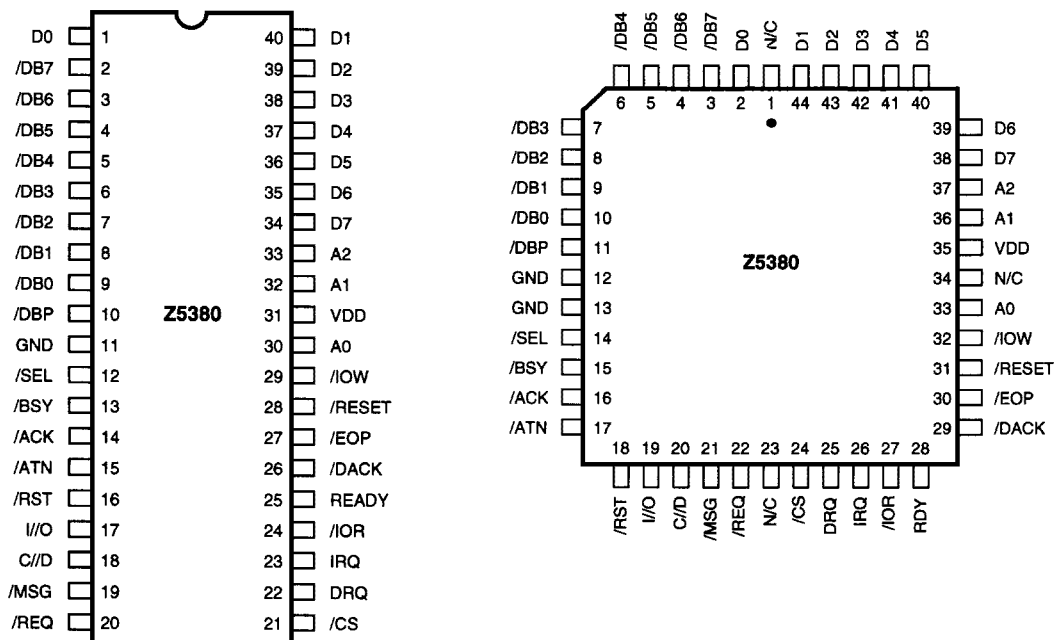 D0 1 40 D1
/DB7 2 39 D2
/DB6 3 38 D3
/DB5 4 37 D4
/DB4 5 36 D5
/DB3 6 35 D6
/DB2 7 34 D7
/DB1 8 33 A2
/DB0 9 32 A1
/DBP 10 Z5380 31 VDD
GND 11 30 A0
/SEL 12 29 /IOW
/BSY 13 28 /RESET
/ACK 14 27 /EOP
/ATN 15 26 /DACK
/RST 16 25 READY
I//O 17 24 /IOR
C//D 18 23 IRQ
/MSG 19 22 DRQ
/REQ 20 21 /CS
/DB4 /DB5 /DB6 /DB7 D0 N/C D1 D2 D3 D4 D5
6 5 4 3 2 1 44 43 42 41 40
/DB3 7 39 D6
/DB2 8 38 D7
/DB1 9 37 A2
/DB0 10 36 A1
/DBP 11 35 VDD
Z5380
GND 12 34 N/C
GND 13 33 A0
/SEL 14 32 /IOW
/BSY 15 31 /RESET
/ACK 16 30 /EOP
/ATN 17 29 /DACK
18 19 20 21 22 23 24 25 26 27 28
/RST I//O C//D /MSG /REQ N/C /CS DRQ IRQ /IOR RDY